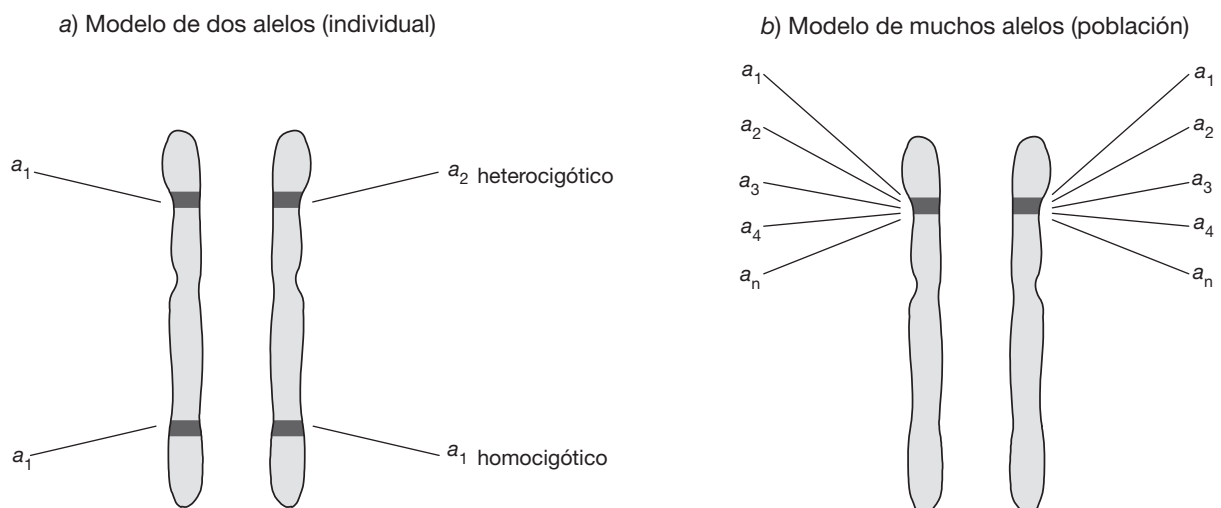 a) Modelo de dos alelos (individual)
a1
a2 heterocigótico
a1
a1 homocigótico
b) Modelo de muchos alelos (población)
a1
a2
a3
a4
an
a1
a2
a3
a4
an